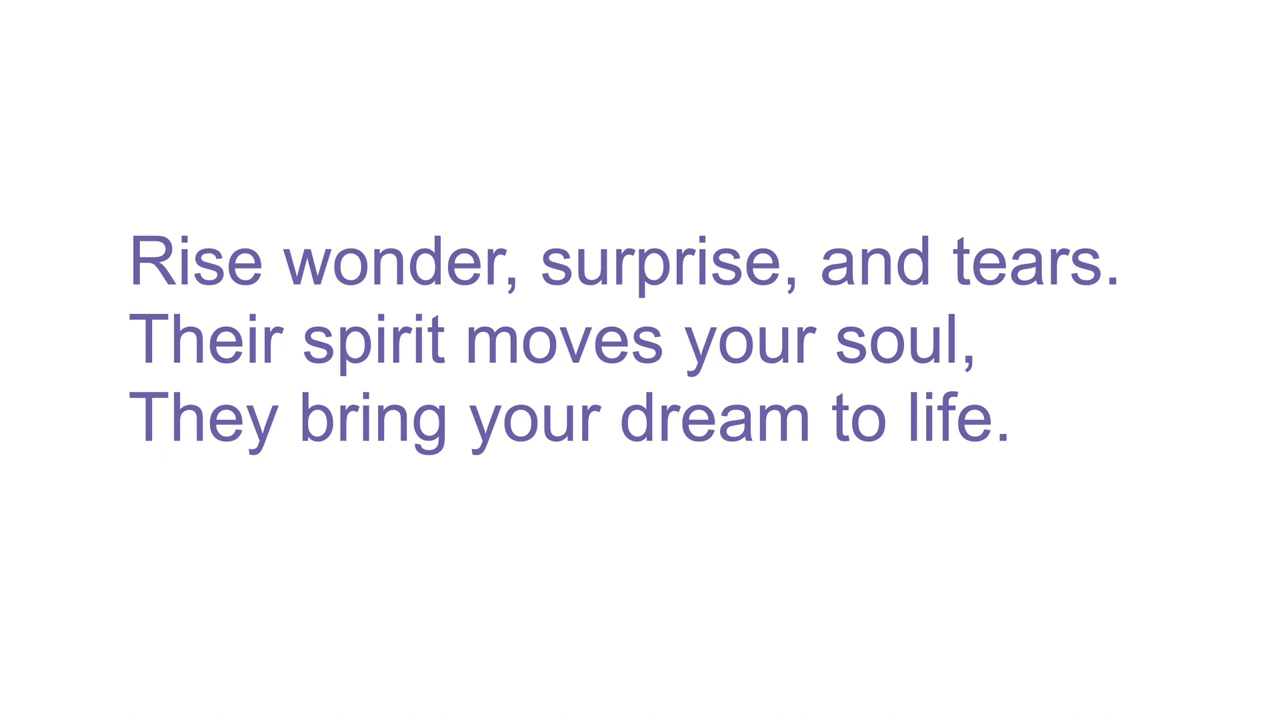 Rise wonder, surprise, and tears.
Their spirit moves your soul,
They bring your dream to life.